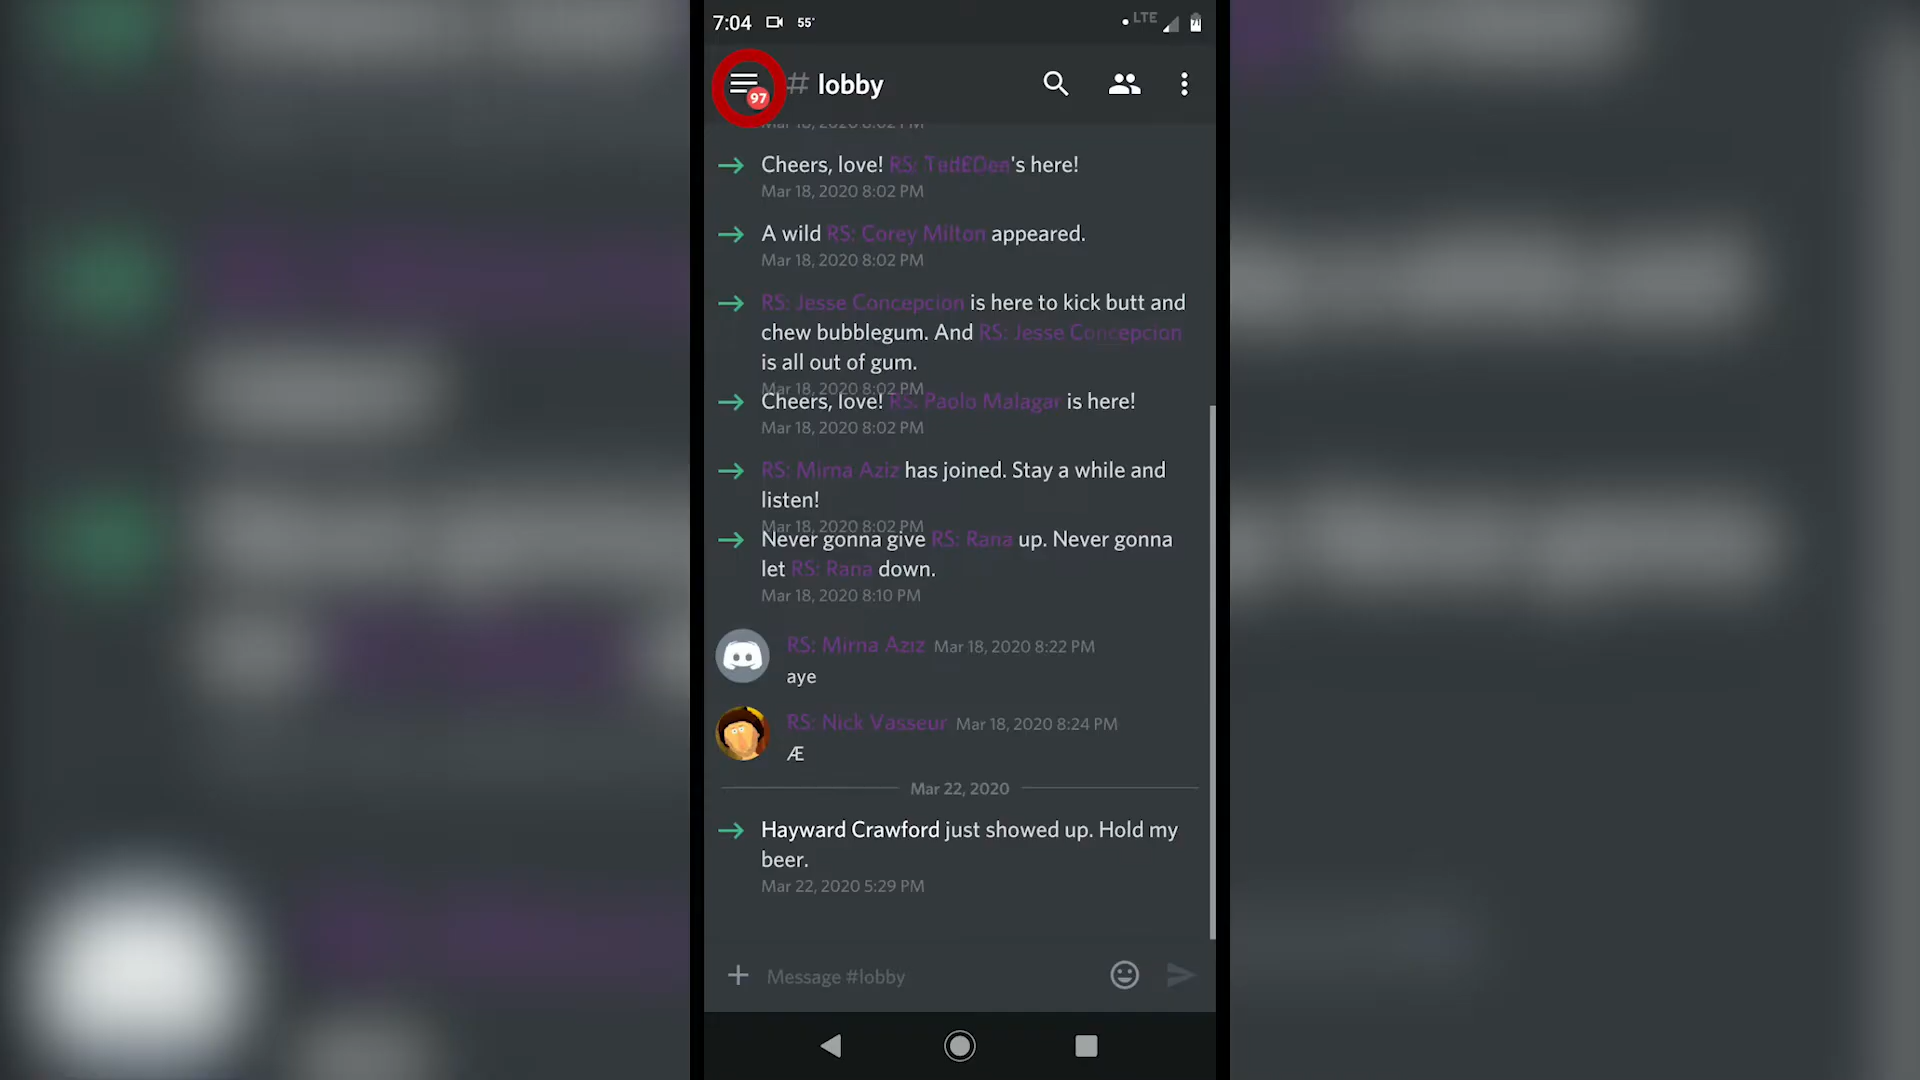 7:04 55°
LTE
97 # lobby
Mar 18, 2020 8:02 PM
Cheers, love! RS: 's here!
Mar 18, 2020 8:02 PM
A wild RS: Corey Milton appeared.
Mar 18, 2020 8:02 PM
RS: Jesse Concepcion is here to kick butt and
chew bubblegum. And RS: Jesse Concepcion
is all out of gum.
Mar 18, 2020 8:02 PM
Cheers, love! RS: Paolo Malagar is here!
Mar 18, 2020 8:02 PM
RS: Mirna Aziz has joined. Stay a while and
listen!
Mar 18, 2020 8:02 PM
Never gonna give RS: Rana up. Never gonna
let RS: Rana down.
Mar 18, 2020 8:10 PM
RS: Mirna Aziz Mar 18, 2020 8:22 PM
aye
RS: Nick Vasseur Mar 18, 2020 8:24 PM
Æ
Mar 22, 2020
Hayward Crawford just showed up. Hold my
beer.
Mar 22, 2020 5:29 PM
Message #lobby